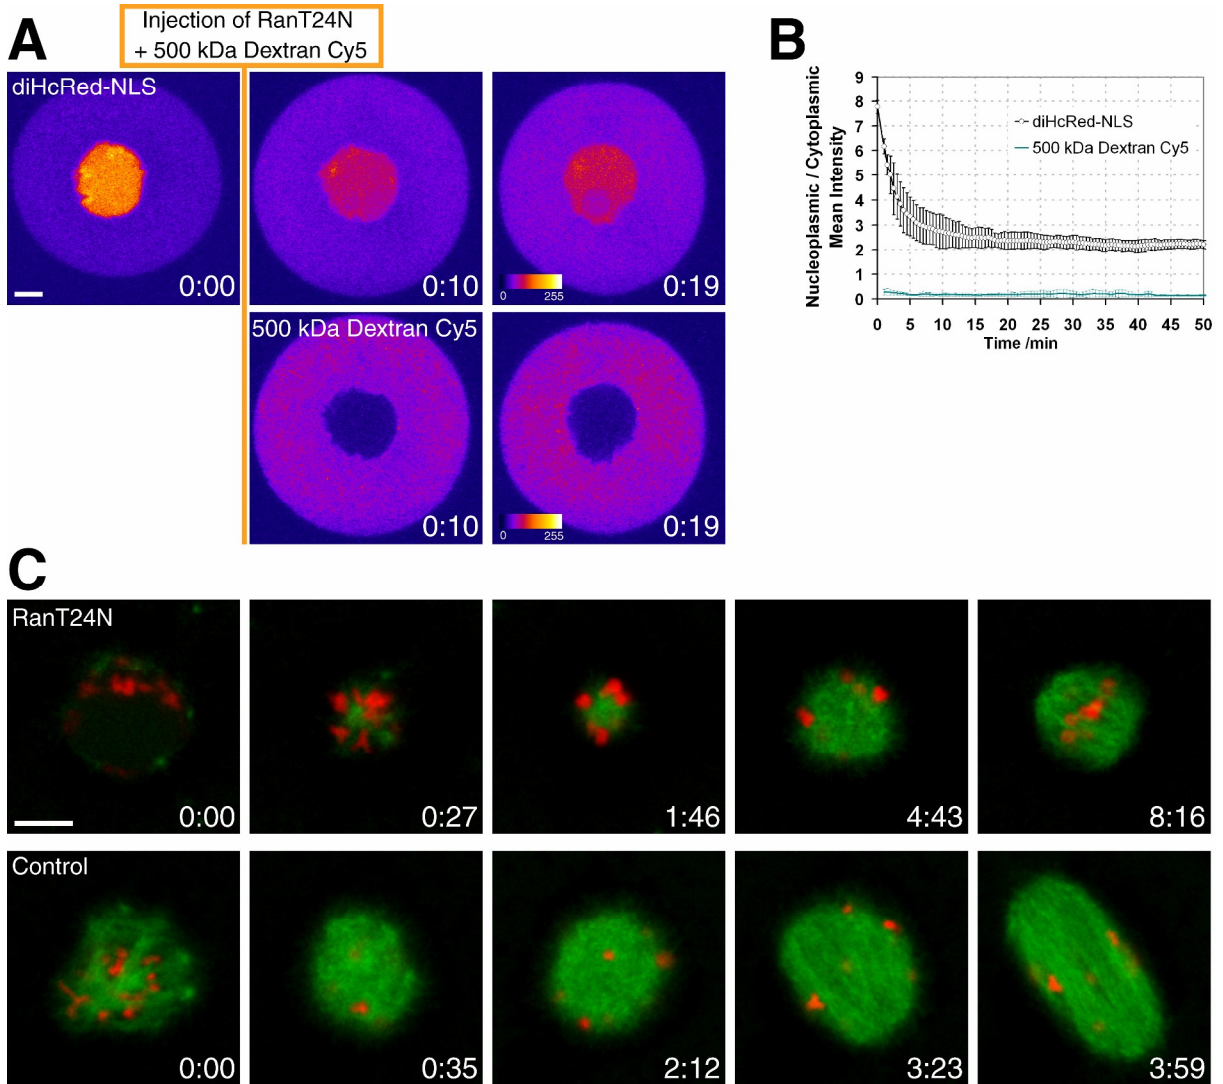 A
Injection of RanT24N
+ 500 kDa Dextran Cy5
diHcRed-NLS
0:00
0:10
0 255
0:19
500 kDa Dextran Cy5
0:10
0 255
0:19
B
Nucleoplasmic / Cytoplasmic
Mean Intensity
9
8
7
6
5
4
3
2
1
0
diHcRed-NLS
500 kDa Dextran Cy5
0 5 10 15 20 25 30 35 40 45 50
Time /min
C
RanT24N
0:00
0:27
1:46
4:43
8:16
Control
0:00
0:35
2:12
3:23
3:59